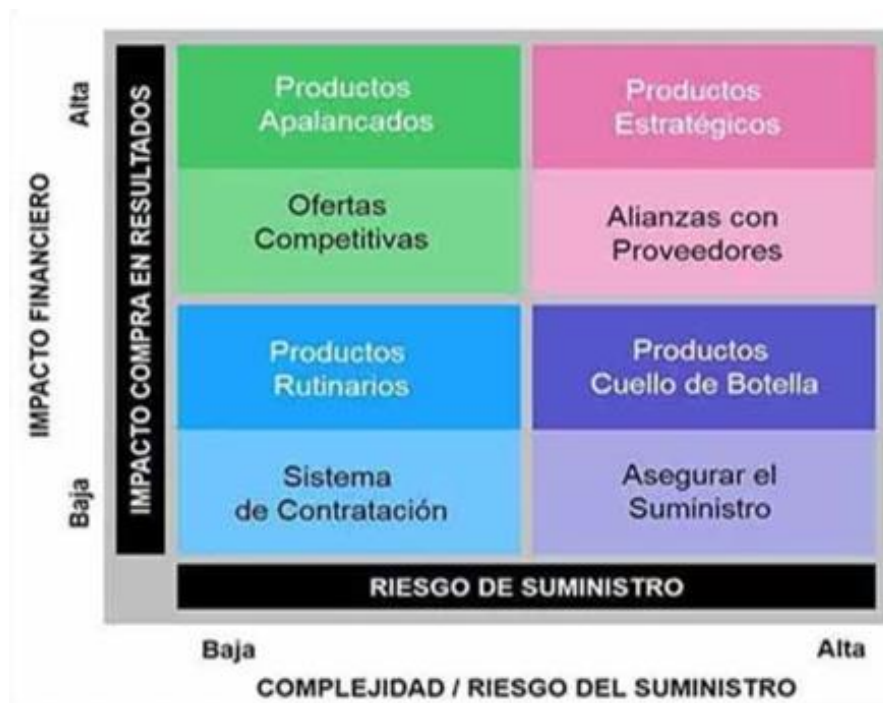 Alta
IMPACTO FINANCIERO
Baja
IMPACTO COMPRA EN RESULTADOS
Productos
Apalancados
Ofertas
Competitivas
Productos
Estratégicos
Alianzas con
Proveedores
Productos
Rutinarios
Sistema
de Contratación
Productos
Cuello de Botella
Asegurar el
Suministro
RIESGO DE SUMINISTRO
Baja
Alta
COMPLEJIDAD / RIESGO DEL SUMINISTRO